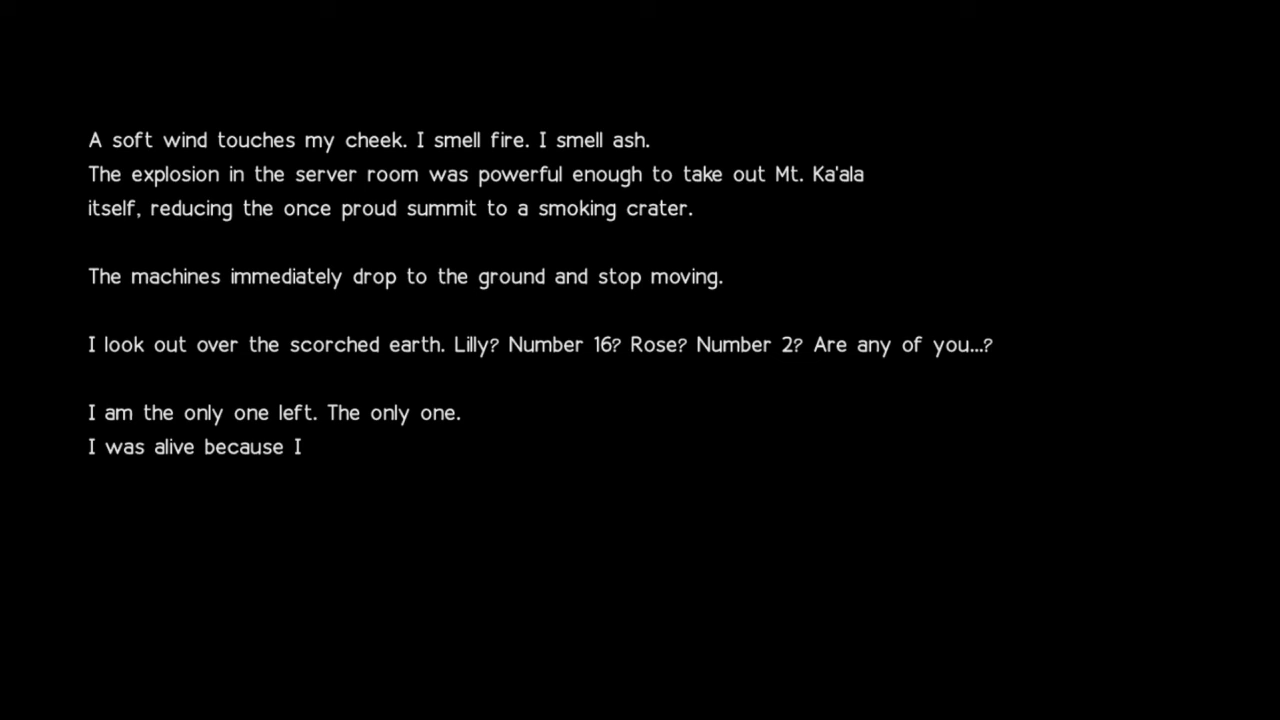 A soft wind touches my cheek. I smell fire. I smell ash.
The explosion in the server room was powerful enough to take out Mt. Ka'ala
itself, reducing the once proud summit to a smoking crater.
The machines immediately drop to the ground and stop moving.
I look out over the scorched earth. Lilly? Number 16? Rose? Number 2? Are any of you...?
I am the only one left. The only one.
I was alive because I